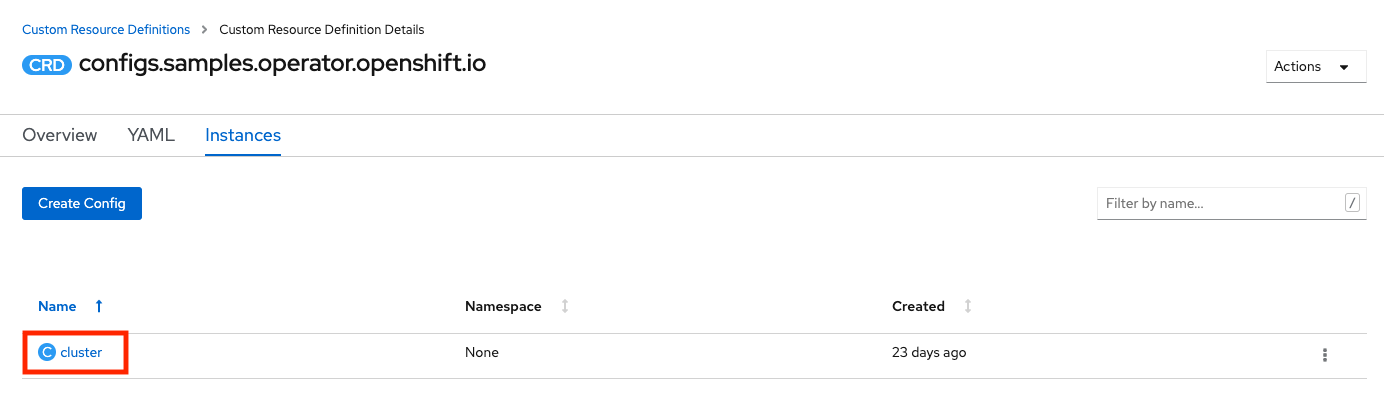 Custom Resource Definitions > Custom Resource Definition Details
CRD configs.samples.operator.openshift.io
Actions
Overview YAML Instances
Create Config
Filter by name... /
Name Namespace Created
C cluster None 23 days ago